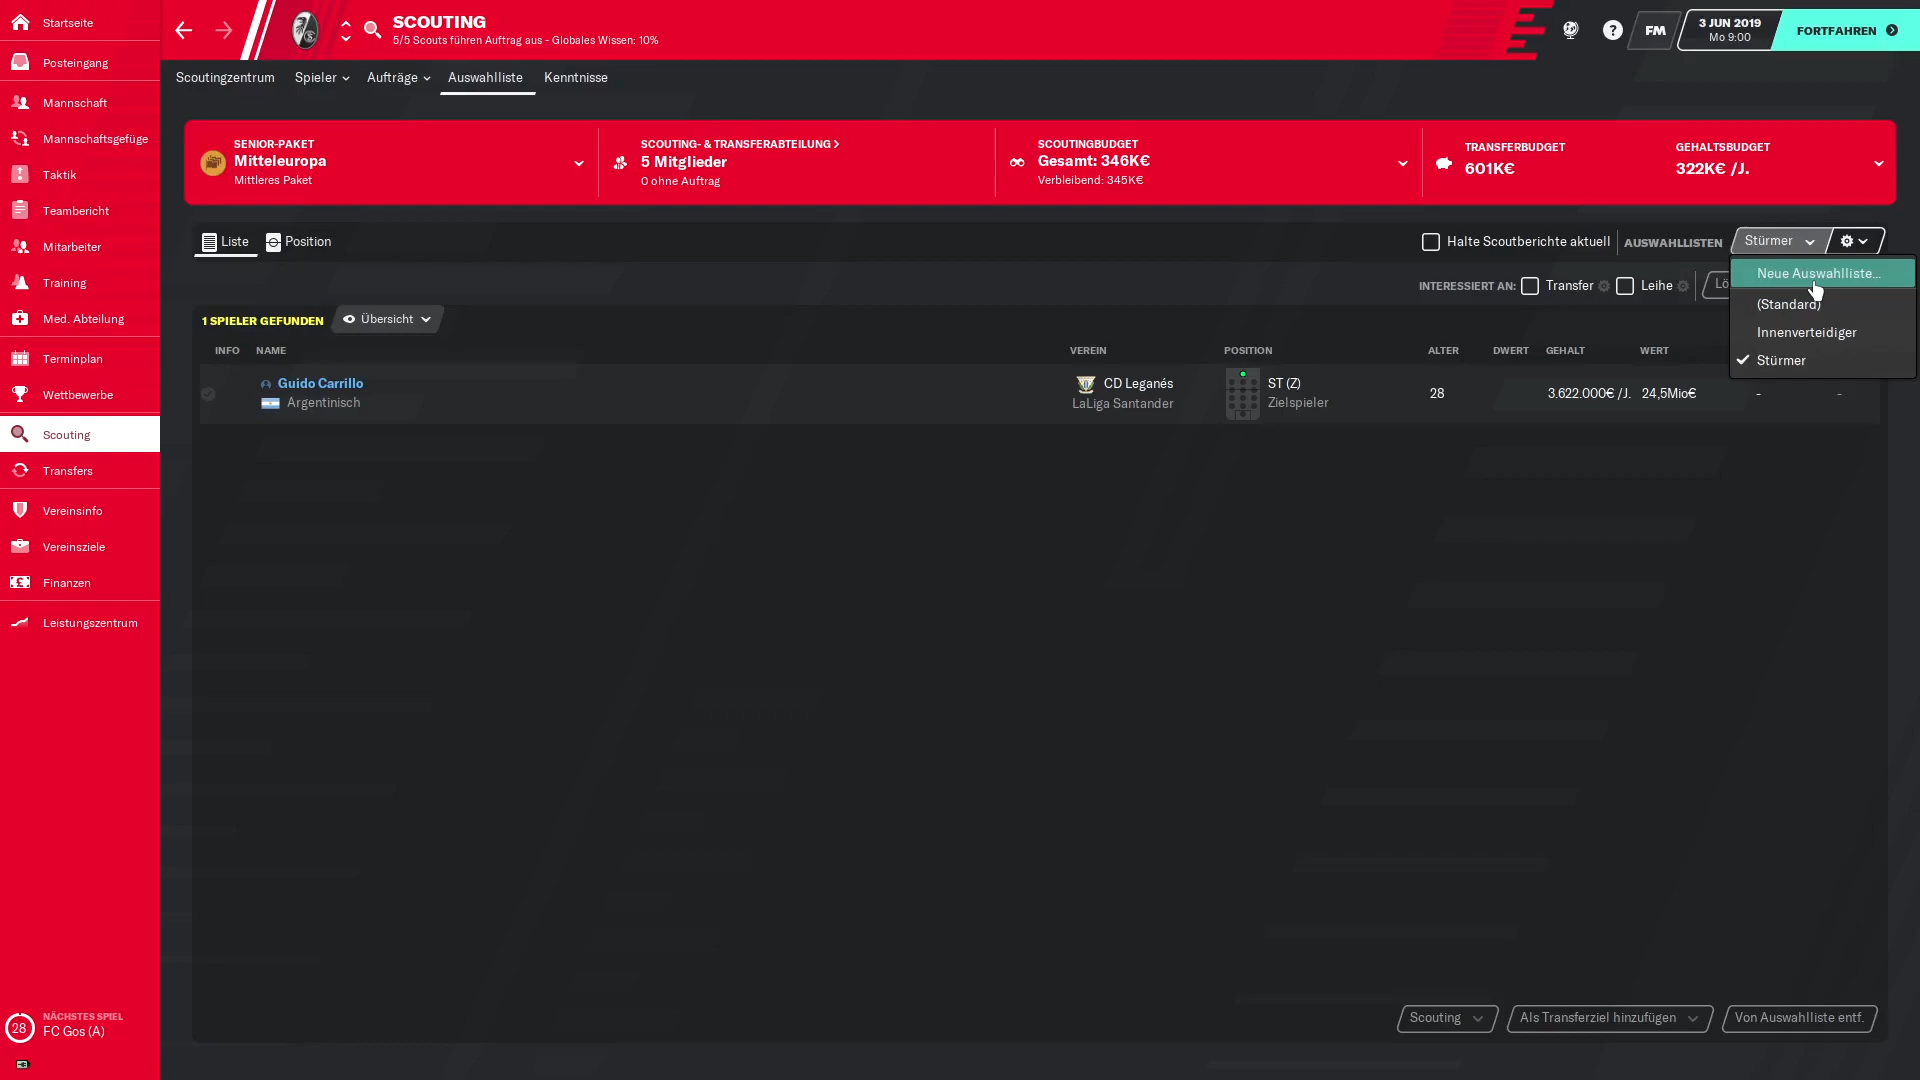 Startseite
Posteingang
Mannschaft
Mannschaftsgefüge
Taktik
Teambericht
Mitarbeiter
Training
Med. Abteilung
Terminplan
Wettbewerbe
Scouting
Transfers
Vereinsinfo
Vereinsziele
Finanzen
Leistungszentrum
28
NÄCHSTES SPIEL
FC Gos (A)
SCOUTING
5/5 Scouts führen Auftrag aus - Globales Wissen: 10%
?
FM
3 JUN 2019
Mo 9:00
FORTFAHREN
Scoutingzentrum Spieler Aufträge Auswahlliste Kenntnisse
SENIOR-PAKET
Mitteleuropa
Mittleres Paket
SCOUTING- & TRANSFERABTEILUNG
5 Mitglieder
0 ohne Auftrag
SCOUTINGBUDGET
Gesamt: 346K€
Verbleibend: 345K€
TRANSFERBUDGET
601K€
GEHALTSBUDGET
322K€ /J.
Liste Position
Halte Scoutberichte aktuell AUSWAHLLISTEN Stürmer
Neue Auswahlliste...
(Standard)
Innenverteidiger
Stürmer
INTERESSIERT AN: Transfer Leihe
1 SPIELER GEFUNDEN Übersicht
INFO NAME VEREIN POSITION ALTER DWERT GEHALT WERT
Guido Carrillo CD Leganés ST (Z)
Argentinisch LaLiga Santander Zielspieler
28 3.622.000€ /J. 24,5Mio€ - -
Scouting Als Transferziel hinzufügen Von Auswahlliste entf.